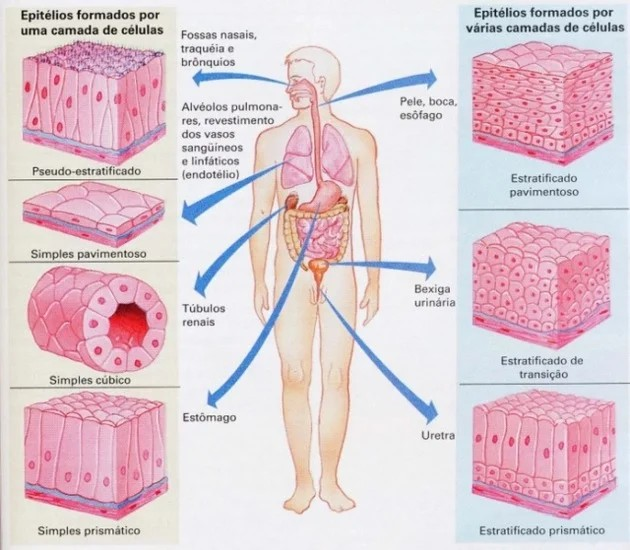 Epitélios formados por
uma camada de células
Pseudo-estratificado
Simples pavimentoso
Simples cúbico
Simples prismático
Fossas nasais,
traquéia e
brônquios
Alvéolos pulmona-
res, revestimento
dos vasos
sangüíneos
e linfáticos
(endotélio)
Túbulos
renais
Estômago
Pele, boca,
esôfago
Bexiga
urinária
Uretra
Epitélios formados por
várias camadas de células
Estratificado
pavimentoso
Estratificado de
transição
Estratificado prismático